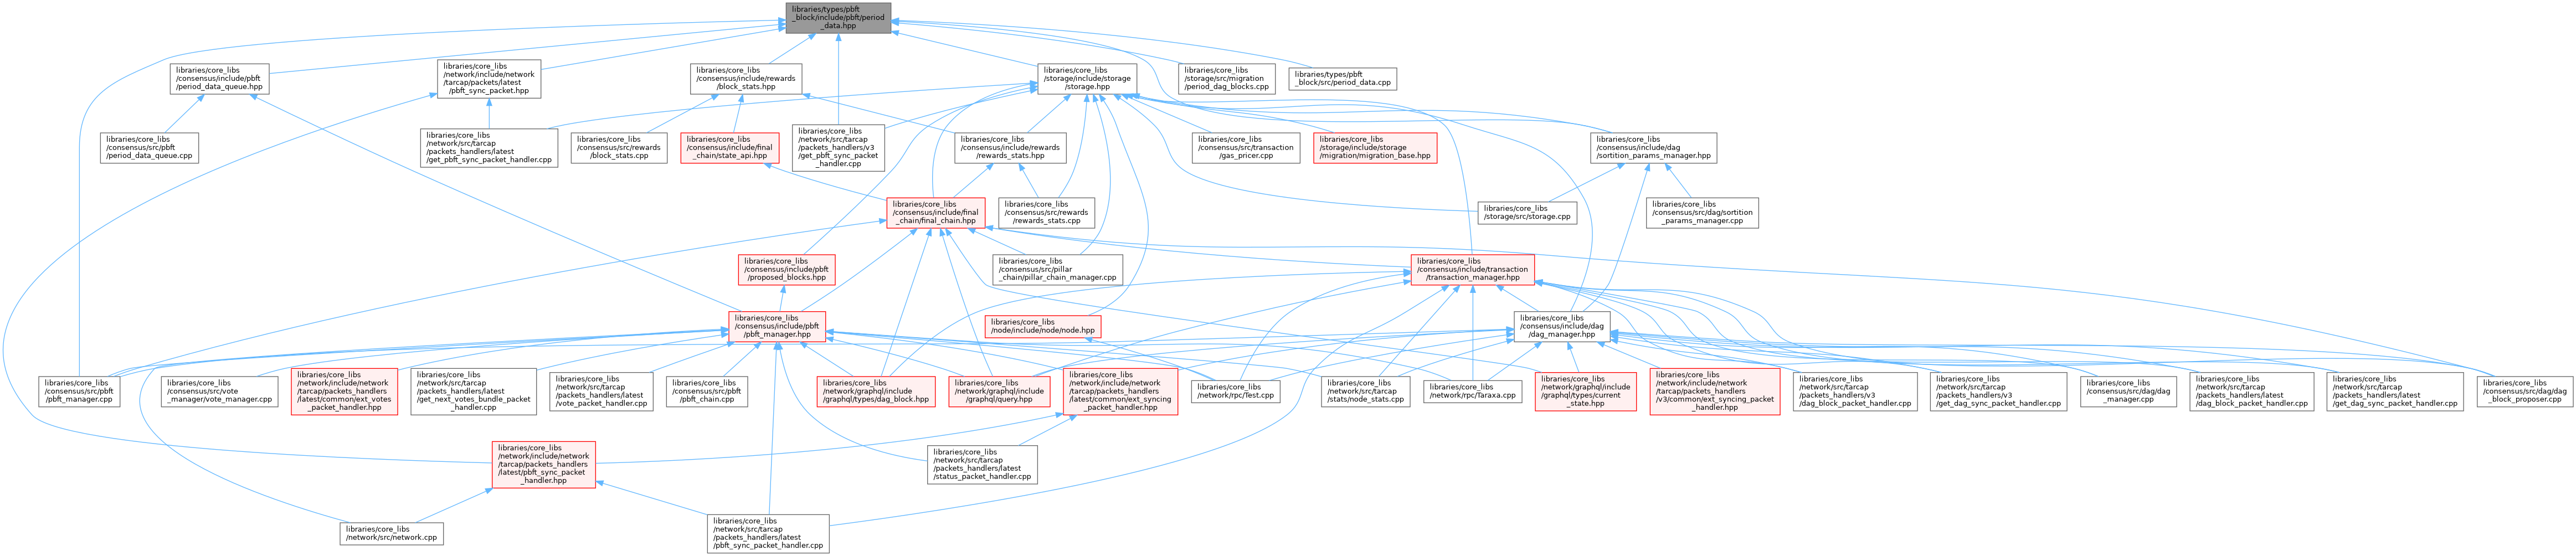 libraries/types/pbft
_block/include/pbft/period
_data.hpp
libraries/core_libs
/consensus/include/pbft
/period_data_queue.hpp
libraries/core_libs
/network/include/network
/tarcap/packets/latest
/pbft_sync_packet.hpp
libraries/core_libs
/consensus/include/rewards
/block_stats.hpp
libraries/core_libs
/storage/include/storage
/storage.hpp
libraries/core_libs
/storage/src/migration
/period_dag_blocks.cpp
libraries/types/pbft
_block/src/period_data.cpp
libraries/core_libs
/consensus/src/pbft
/period_data_queue.cpp
libraries/core_libs
/network/src/tarcap
/packets_handlers/latest
/get_pbft_sync_packet_handler.cpp
libraries/core_libs
/consensus/src/rewards
/block_stats.cpp
libraries/core_libs
/consensus/include/final
_chain/state_api.hpp
libraries/core_libs
/network/src/tarcap
/packets_handlers/v3
/get_pbft_sync_packet
_handler.cpp
libraries/core_libs
/consensus/include/rewards
/rewards_stats.hpp
libraries/core_libs
/consensus/src/transaction
/gas_pricer.cpp
libraries/core_libs
/storage/include/storage
/migration/migration_base.hpp
libraries/core_libs
/consensus/include/dag
/sortition_params_manager.hpp
libraries/core_libs
/consensus/include/final
_chain/final_chain.hpp
libraries/core_libs
/consensus/src/rewards
/rewards_stats.cpp
libraries/core_libs
/storage/src/storage.cpp
libraries/core_libs
/consensus/src/dag/sortition
_params_manager.cpp
libraries/core_libs
/consensus/include/pbft
/proposed_blocks.hpp
libraries/core_libs
/consensus/src/pillar
_chain/pillar_chain_manager.cpp
libraries/core_libs
/consensus/include/transaction
/transaction_manager.hpp
libraries/core_libs
/consensus/include/pbft
/pbft_manager.hpp
libraries/core_libs
/node/include/node/node.hpp
libraries/core_libs
/consensus/include/dag
/dag_manager.hpp
libraries/core_libs
/consensus/src/pbft
/pbft_manager.cpp
libraries/core_libs
/consensus/src/vote
_manager/vote_manager.cpp
libraries/core_libs
/network/include/network
/tarcap/packets_handlers
/latest/common/ext_votes
_packet_handler.hpp
libraries/core_libs
/network/src/tarcap
/packets_handlers/latest
/get_next_votes_bundle_packet
_handler.cpp
libraries/core_libs
/network/src/tarcap
/packets_handlers/latest
/vote_packet_handler.cpp
libraries/core_libs
/consensus/src/pbft
/pbft_chain.cpp
libraries/core_libs
/network/graphql/include
/graphql/types/dag_block.hpp
libraries/core_libs
/network/graphql/include
/graphql/query.hpp
libraries/core_libs
/network/include/network
/tarcap/packets_handlers
/latest/common/ext_syncing
_packet_handler.hpp
libraries/core_libs
/network/rpc/Test.cpp
libraries/core_libs
/network/src/tarcap
/stats/node_stats.cpp
libraries/core_libs
/network/rpc/Taraxa.cpp
libraries/core_libs
/network/graphql/include
/graphql/types/current
_state.hpp
libraries/core_libs
/network/include/network
/tarcap/packets_handlers
/v3/common/ext_syncing_packet
_handler.hpp
libraries/core_libs
/network/src/tarcap
/packets_handlers/v3
/dag_block_packet_handler.cpp
libraries/core_libs
/network/src/tarcap
/packets_handlers/v3
/get_dag_sync_packet_handler.cpp
libraries/core_libs
/consensus/src/dag/dag
_manager.cpp
libraries/core_libs
/network/src/tarcap
/packets_handlers/latest
/dag_block_packet_handler.cpp
libraries/core_libs
/network/src/tarcap
/packets_handlers/latest
/get_dag_sync_packet_handler.cpp
libraries/core_libs
/consensus/src/dag/dag
_block_proposer.cpp
libraries/core_libs
/network/include/network
/tarcap/packets_handlers
/latest/pbft_sync_packet
_handler.hpp
libraries/core_libs
/network/src/tarcap
/packets_handlers/latest
/status_packet_handler.cpp
libraries/core_libs
/network/src/network.cpp
libraries/core_libs
/network/src/tarcap
/packets_handlers/latest
/pbft_sync_packet_handler.cpp